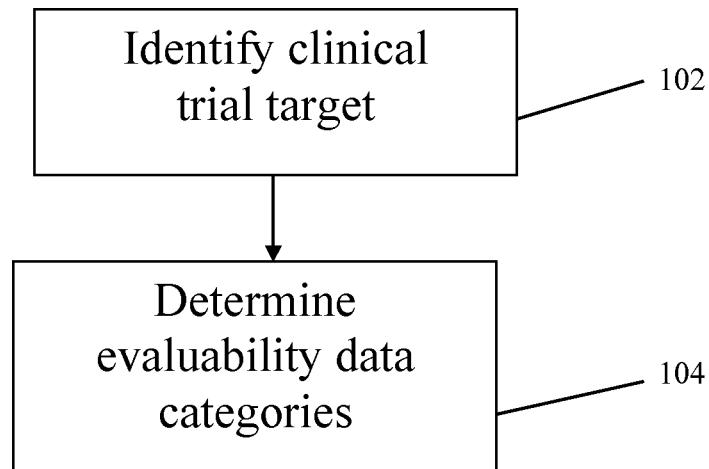 Identify clinical
trial target
102
Determine
evaluability data
categories
104